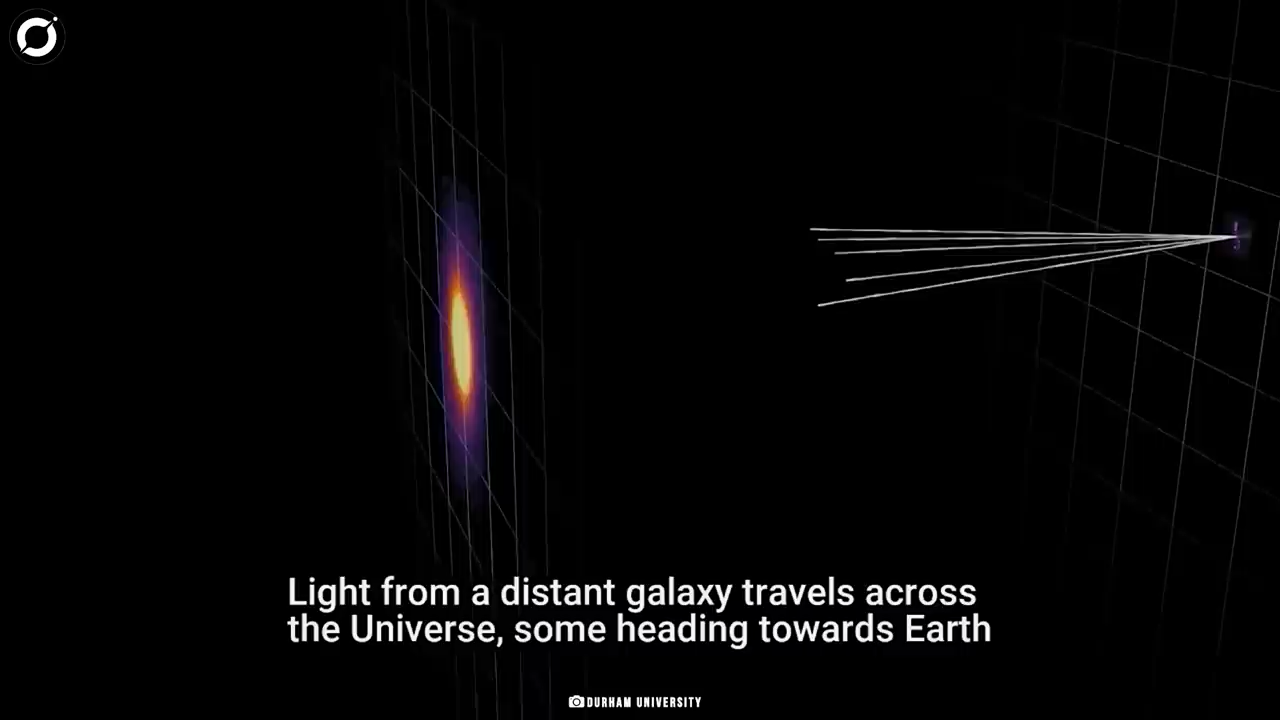 Light from a distant galaxy travels across
the Universe, some heading towards Earth
DURHAM UNIVERSITY